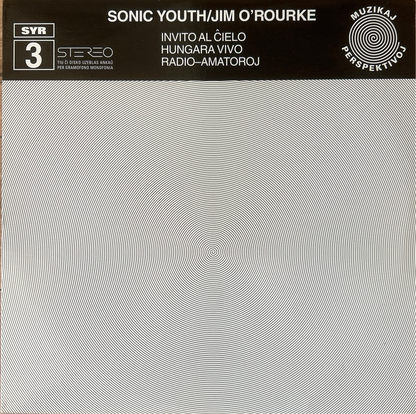 SONIC YOUTH/JIM O'ROURKE
SYR
3
STEREO
TIU ĈI DISKO UZEBLAS ANKAŬ
PER GRAMOFONO MONOFONIA
INVITO AL ĈIELO
HUNGARA VIVO
RADIO-AMATOROJ
MUZIKAJ
PERSPEKTIVOJ